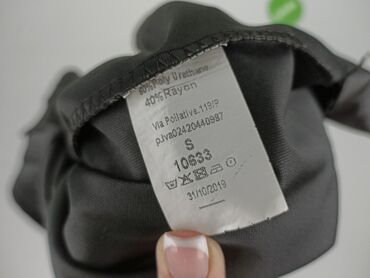 60%Poly Urethane
40%Rayon
Via Pollative,119/P
p.iva02420440987
S
10633
31/10/2019